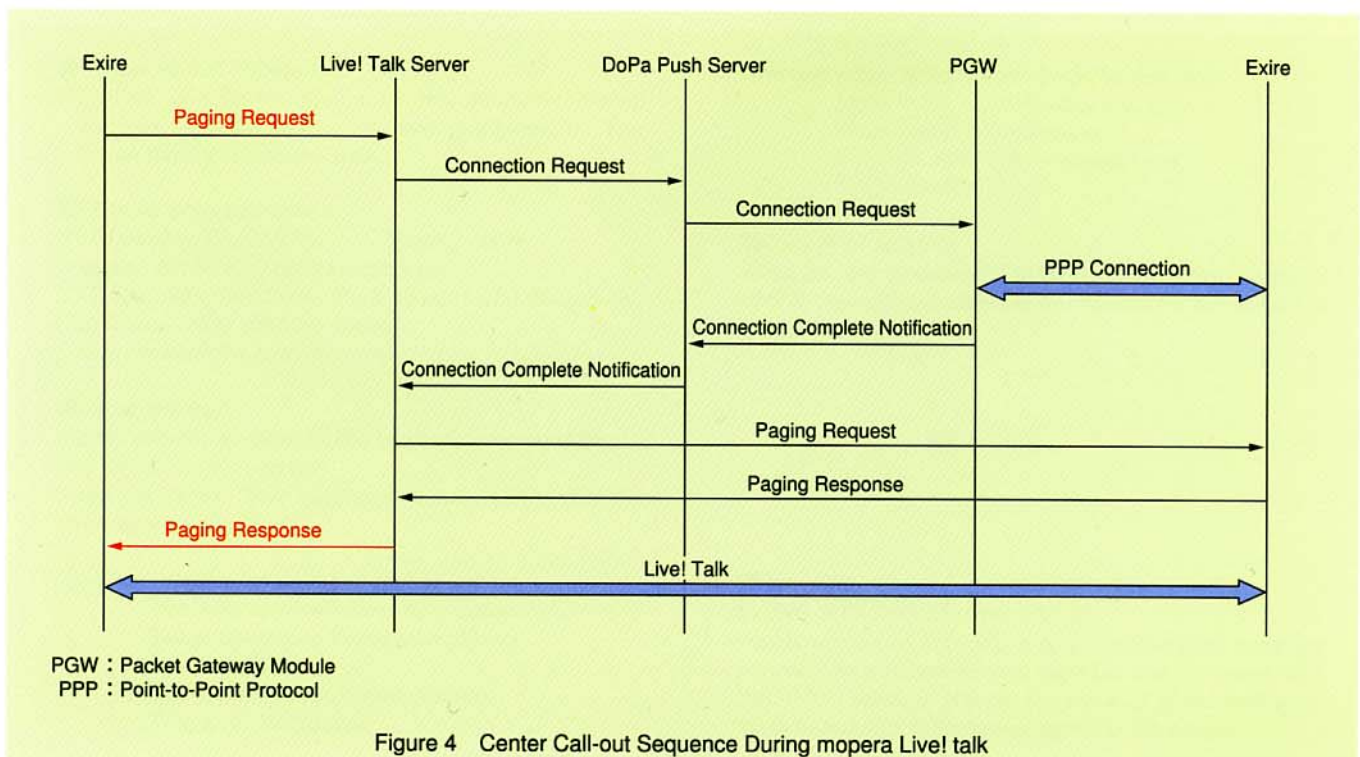 Exire
Live! Talk Server
DoPa Push Server
PGW
Exire
Paging Request
Connection Request
Connection Request
PPP Connection
Connection Complete Notification
Connection Complete Notification
Paging Request
Paging Response
Paging Response
Live! Talk
PGW : Packet Gateway Module
PPP : Point-to-Point Protocol
Figure 4 Center Call-out Sequence During mopera Live! talk